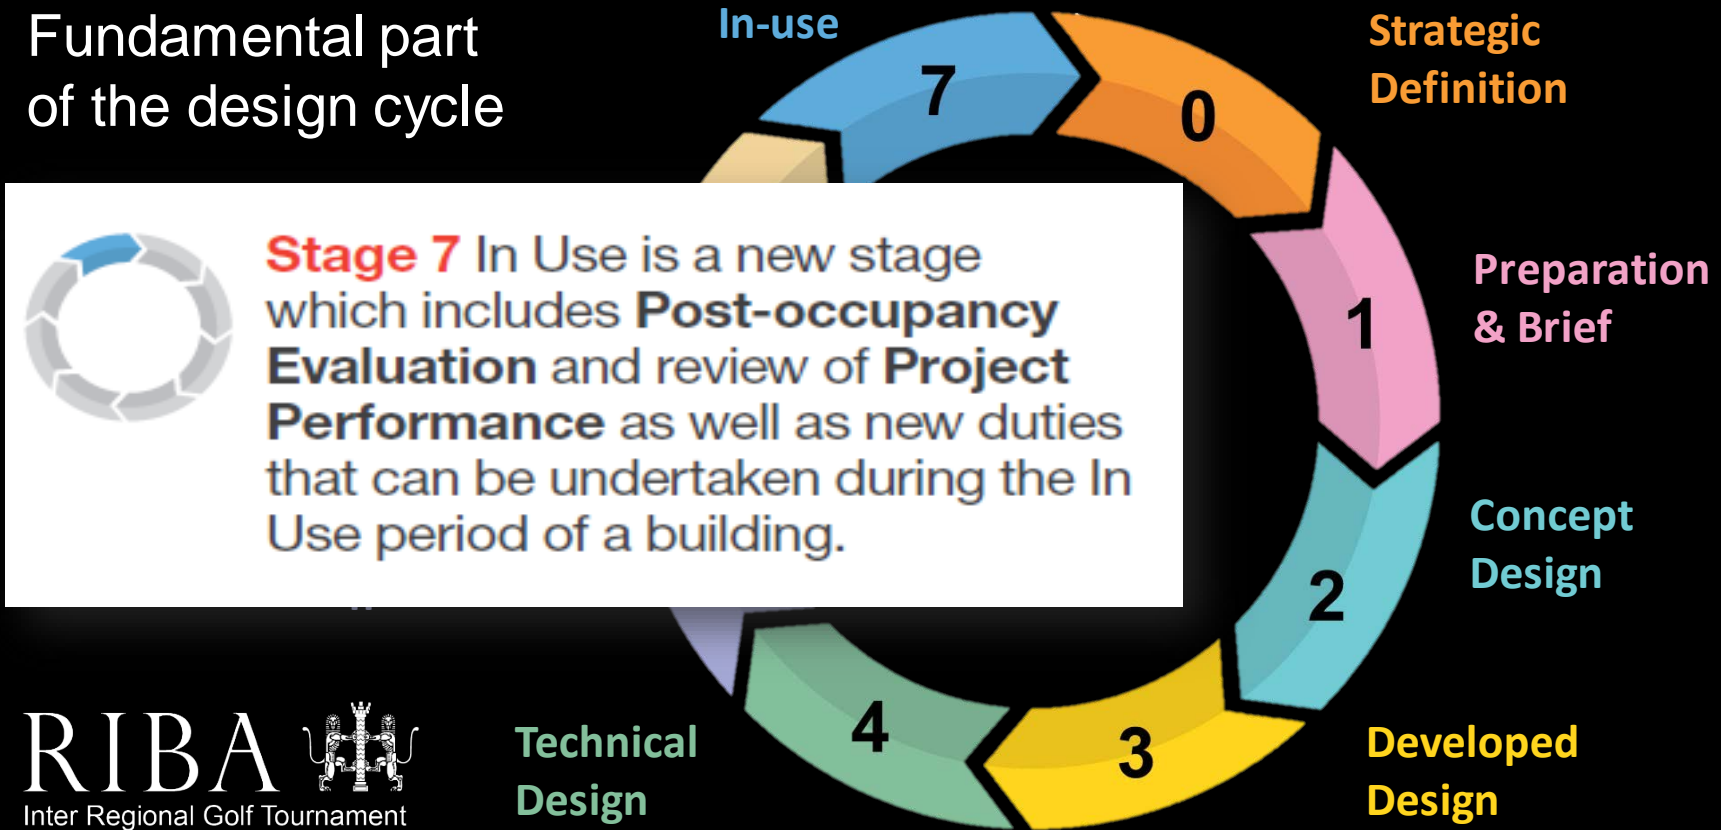 Fundamental part
of the design cycle
In-use
7
0
Strategic
Definition
Stage 7 In Use is a new stage
which includes Post-occupancy
Evaluation and review of Project
Performance as well as new duties
that can be undertaken during the In
Use period of a building.
1
Preparation
& Brief
2
Concept
Design
3
Developed
Design
4
Technical
Design
RIBA
Inter Regional Golf Tournament